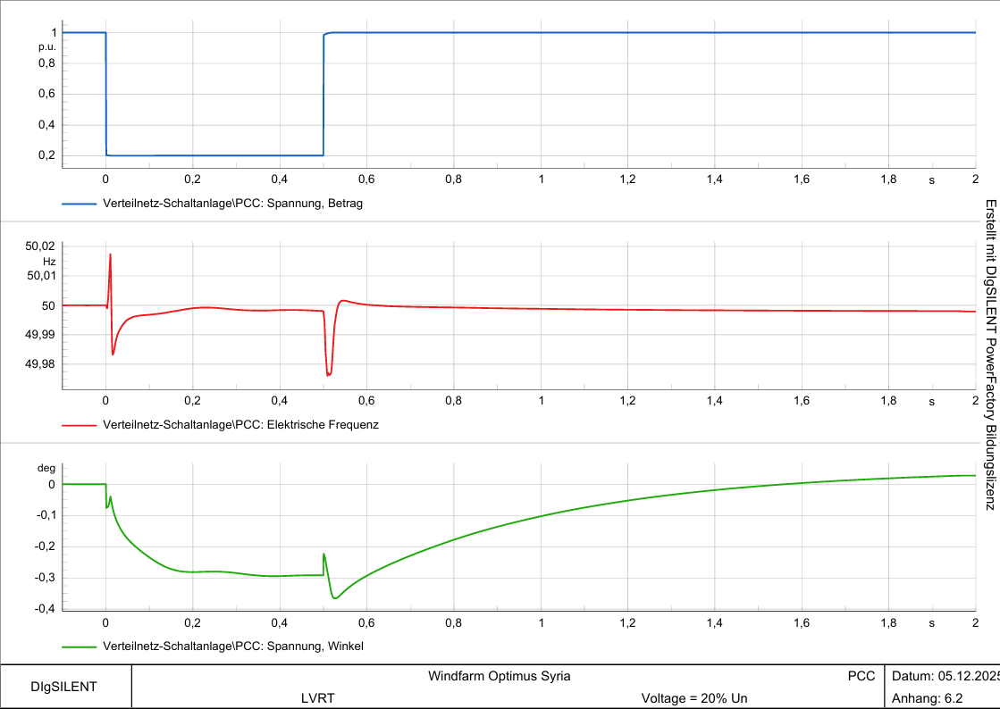 1
p.u.
0,8
0,6
0,4
0,2
0 0,2 0,4 0,6 0,8 1 1,2 1,4 1,6 1,8 s 2
Verteilnetz-Schaltanlage\PCC: Spannung, Betrag
50,02
Hz
50,01
50
49,99
49,98
0 0,2 0,4 0,6 0,8 1 1,2 1,4 1,6 1,8 s 2
Verteilnetz-Schaltanlage\PCC: Elektrische Frequenz
deg
0
-0,1
-0,2
-0,3
-0,4
0 0,2 0,4 0,6 0,8 1 1,2 1,4 1,6 1,8 s 2
Verteilnetz-Schaltanlage\PCC: Spannung, Winkel
Erstellt mit DIgSILENT PowerFactory Bildungslizenz
DIgSILENT
Windfarm Optimus Syria PCC
LVRT Voltage = 20% Un
Datum: 05.12.2025
Anhang: 6.2